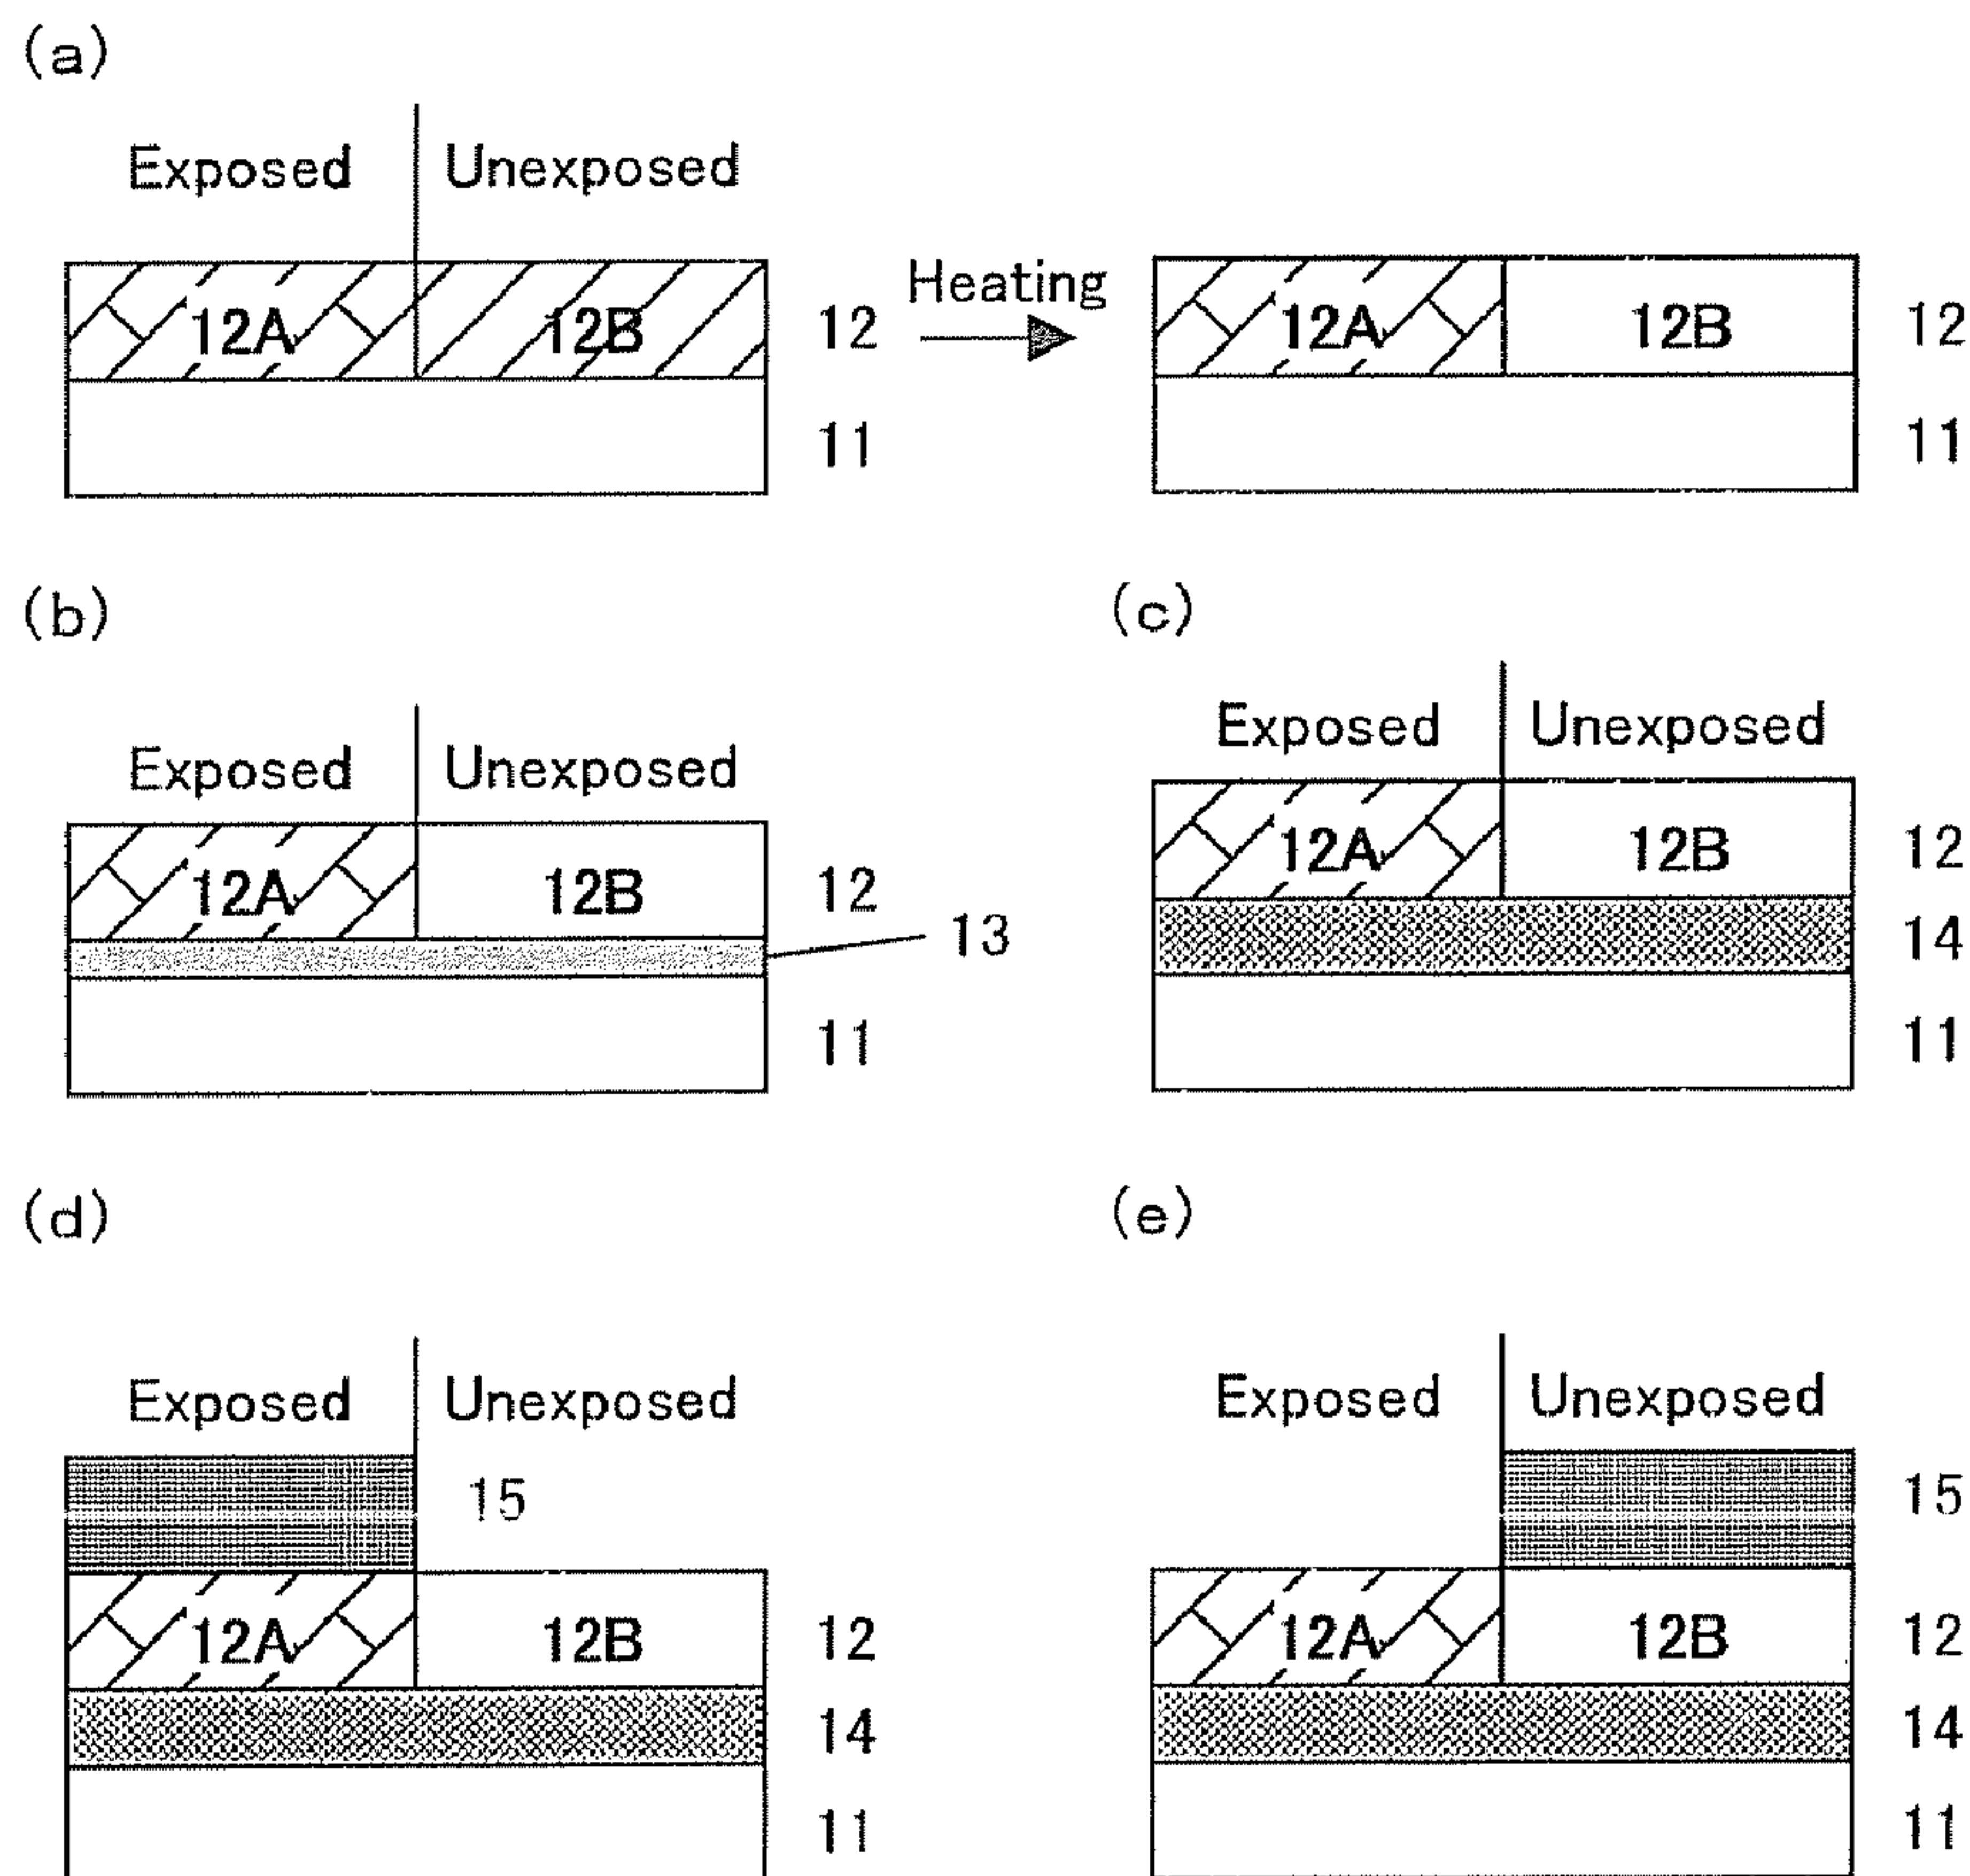 (a)
Exposed Unexposed
12A 12B 12 Heating 12A 12B 12
11 11
(b) (c)
Exposed Unexposed Exposed Unexposed
12A 12B 12 13 12A 12B 12
14
11 11
(d) (e)
Exposed Unexposed Exposed Unexposed
15 15
12A 12B 12 12A 12B 12
14 14
11 11